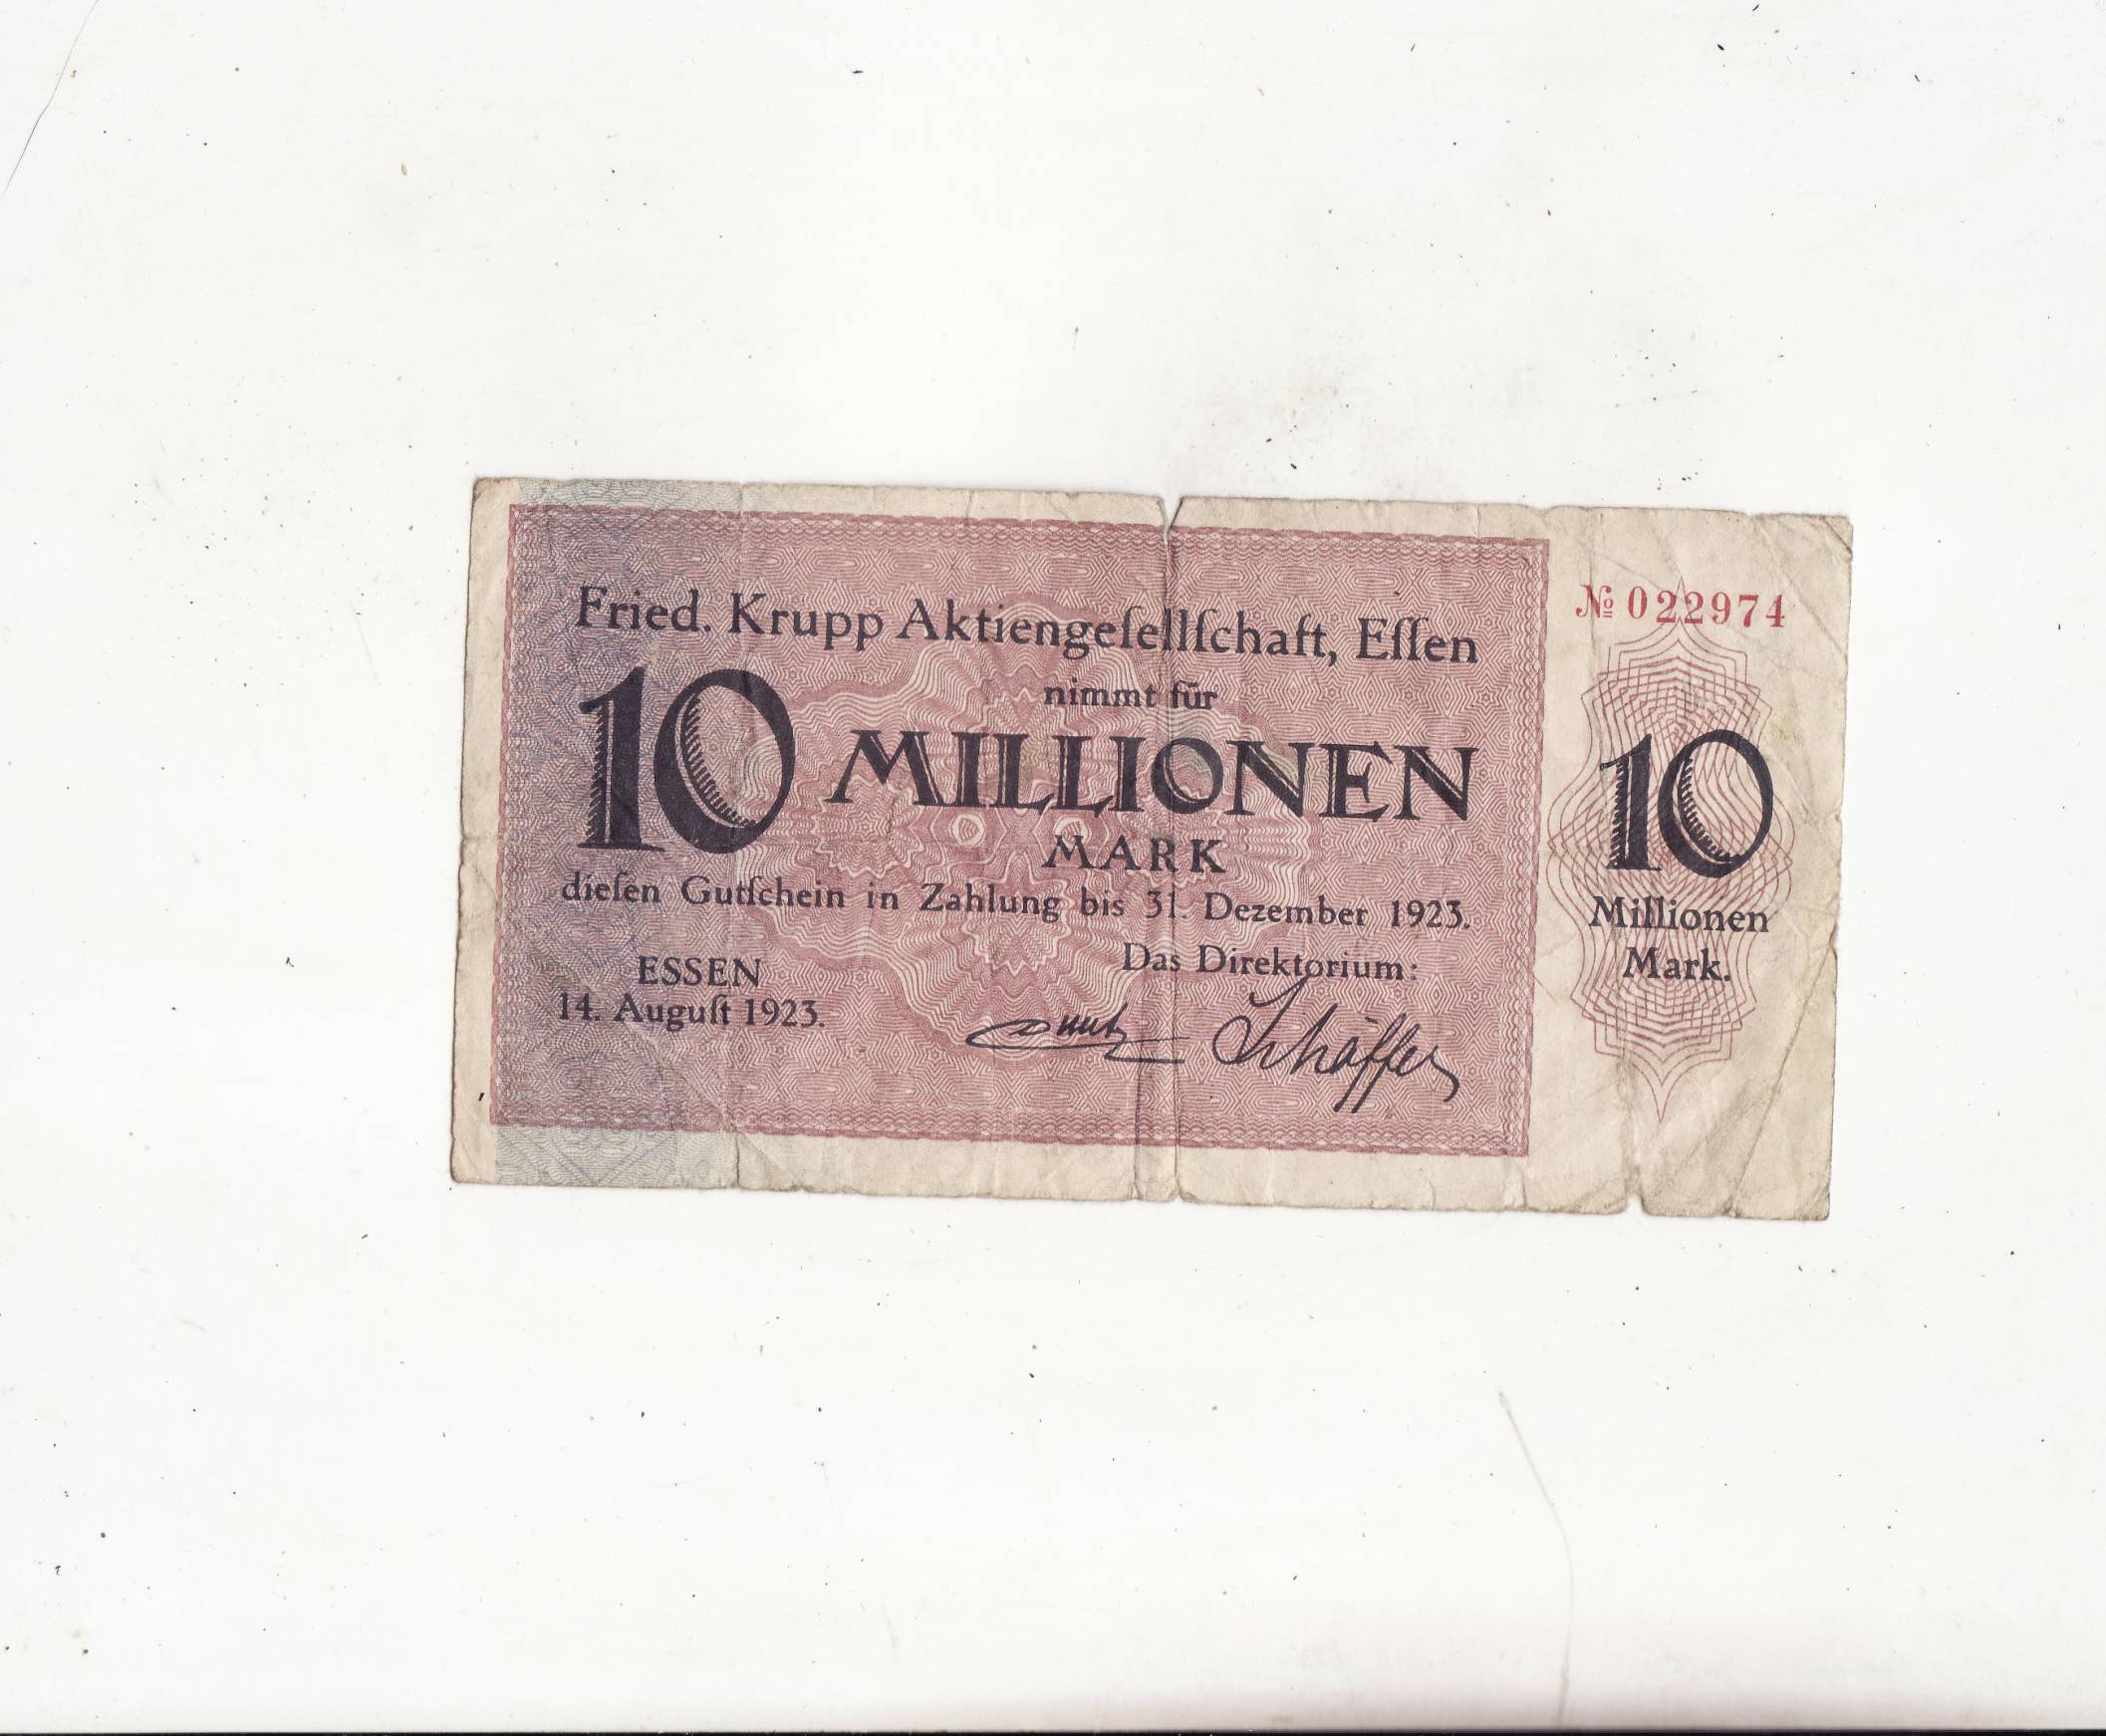 Fried. Krupp Aktiengeſellſchaft, Eſſen
nimmt für
10 MILLIONEN
MARK
dieſen Gutſchein in Zahlung bis 31. Dezember 1923.
ESSEN
14. Auguſt 1923.
Das Direktorium:
Schäffer
№ 022974
10
Millionen
Mark.